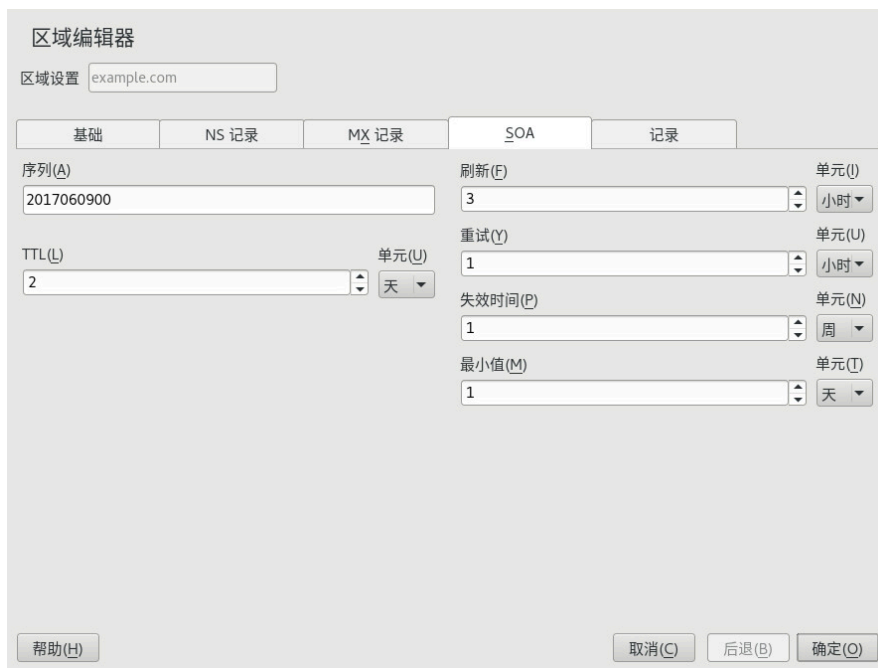 区域编辑器
区域设置 example.com
基础 NS 记录 MX 记录 SOA 记录
序列(A) 刷新(F) 单元(I)
2017060900 3 小时
重试(Y) 单元(U)
TTL(L) 单元(U) 1 小时
2 天
失效时间(P) 单元(N)
1 周
最小值(M) 单元(T)
1 天
帮助(H) 取消(C) 后退(B) 确定(O)